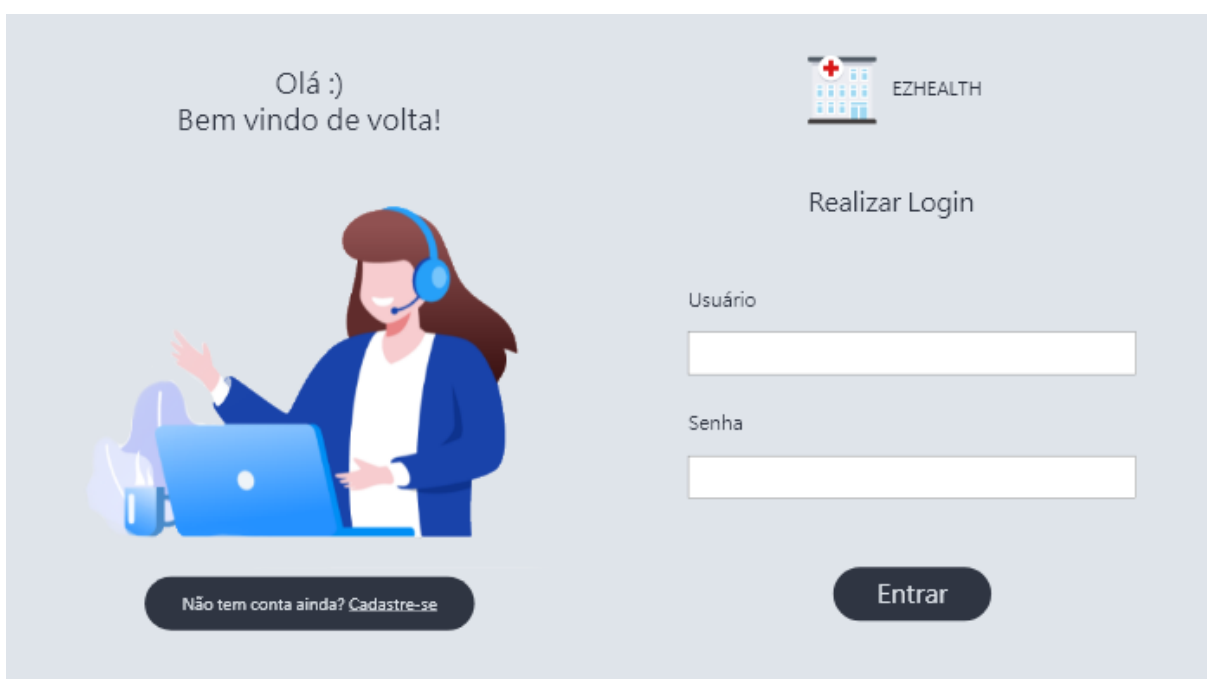 Olá :)
Bem vindo de volta!
Não tem conta ainda? Cadastre-se
EZHEALTH
Realizar Login
Usuário
Senha
Entrar